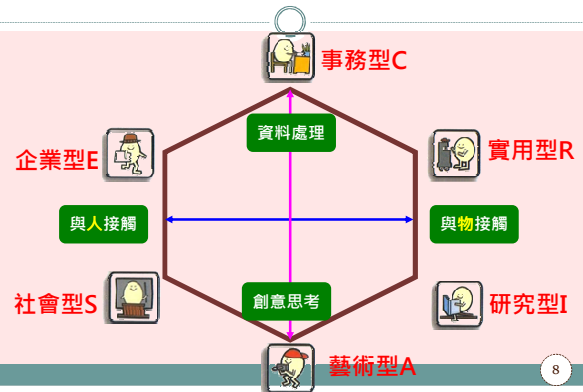 事務型C
資料處理
企業型E
實用型R
與人接觸
與物接觸
社會型S
創意思考
研究型I
藝術型A
8